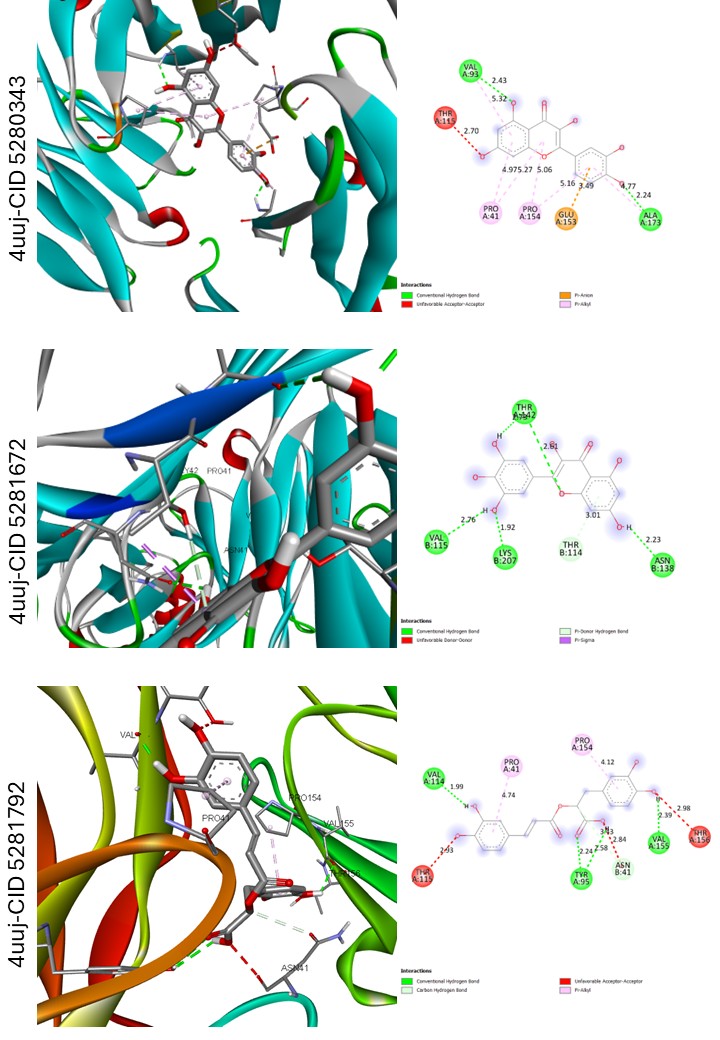 4uuj-CID 5280343
VAL
A:93
2.43
5.32
THR
A:115
2.70
4.97
5.27
5.06
5.16
3.49
4.77
2.24
PRO
A:41
PRO
A:154
GLU
A:153
ALA
A:173
Interactions
Conventional Hydrogen Bond
Unfavorable Acceptor-Acceptor
Pi-Anion
Pi-Alkyl
4uuj-CID 5281672
PRO41
ASN41
THR
A:142
H
2.61
2.76
H
1.92
3.01
H
2.23
VAL
B:115
LYS
B:207
THR
B:114
ASN
B:138
Interactions
Conventional Hydrogen Bond
Unfavorable Donor-Donor
Pi-Donor Hydrogen Bond
Pi-Sigma
4uuj-CID 5281792
VAL
PRO154
PRO41
VAL155
ASN41
PRO
A:154
PRO
A:41
4.12
VAL
A:114
1.99
H
4.74
H
2.98
2.39
2.93
2.84
2.24
2.58
VAL
A:155
THR
A:156
A:115
TYR
A:95
ASN
B:41
Interactions
Conventional Hydrogen Bond
Carbon Hydrogen Bond
Unfavorable Acceptor-Acceptor
Pi-Alkyl